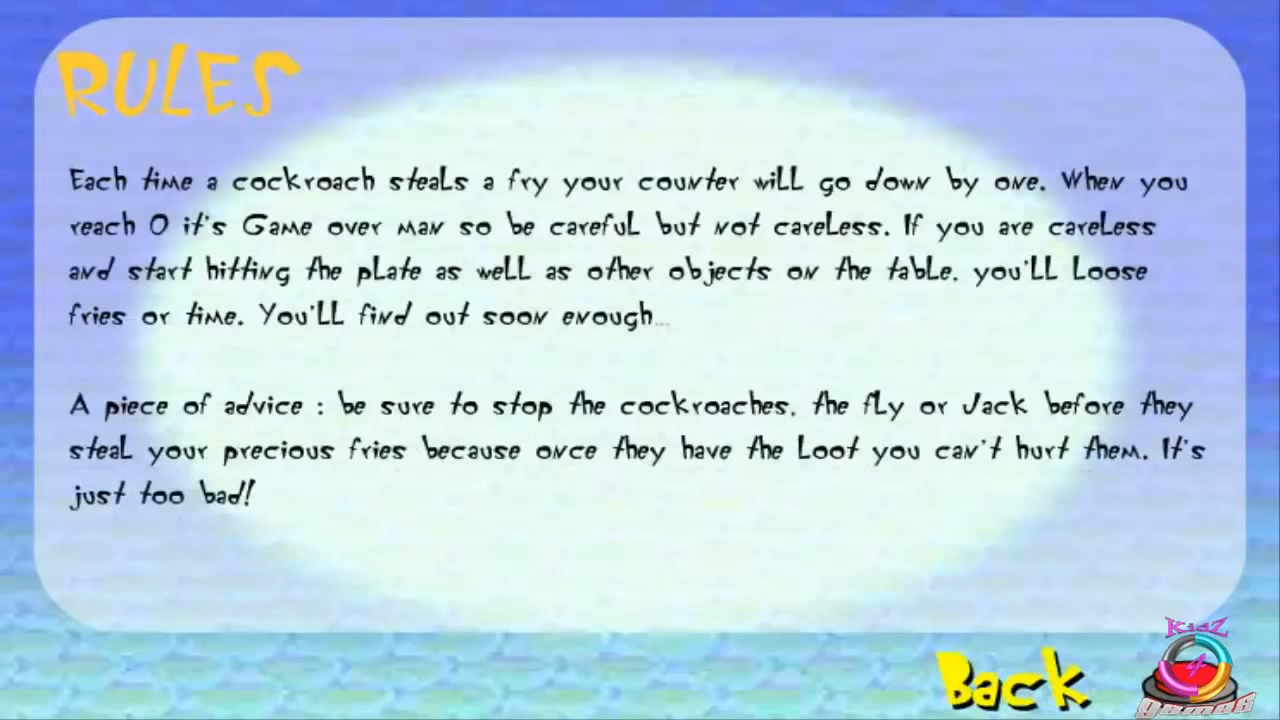 RULES
Each time a cockroach steals a fry your counter will go down by one. When you
reach 0 it's Game over man so be careful but not careless. If you are careless
and start hitting the plate as well as other objects on the table, you'll loose
fries or time. You'll find out soon enough...
A piece of advice : be sure to stop the cockroaches, the fly or Jack before they
steal your precious fries because once they have the loot you can't hurt them. It's
just too bad!
Back
KidZ
4
GameS